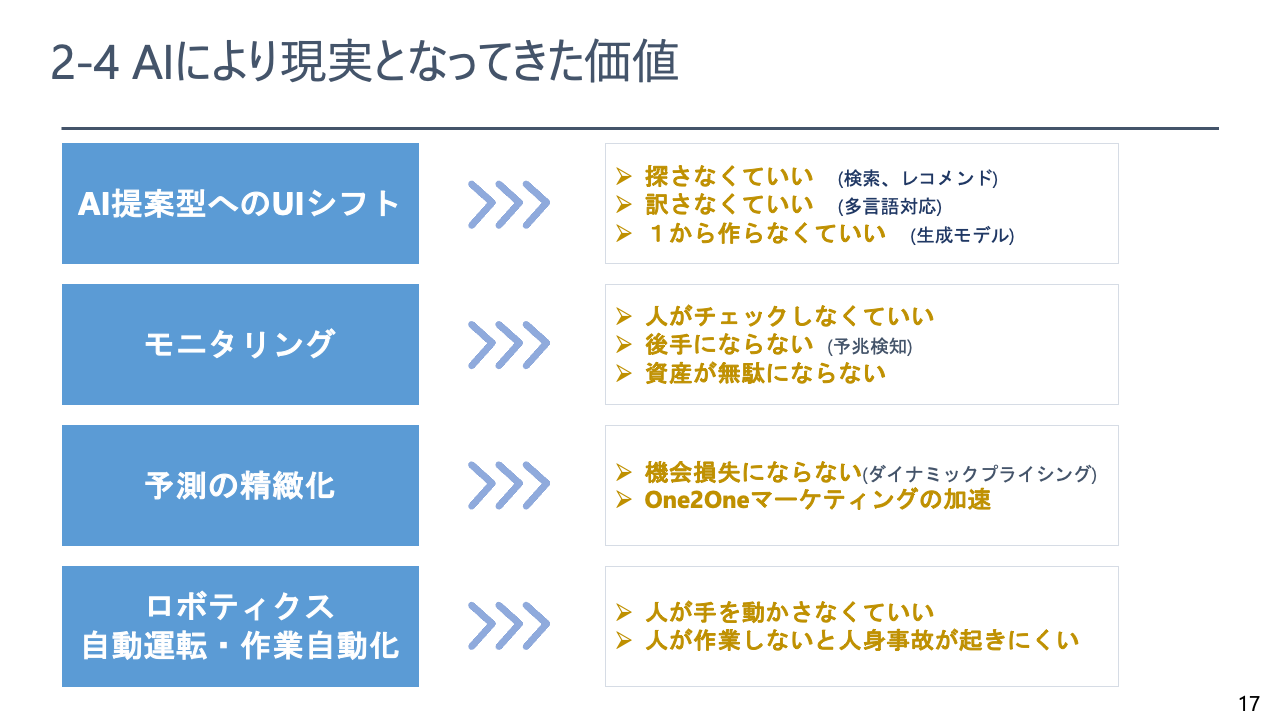 2-4 AIにより現実となってきた価値
AI提案型へのUIシフト
➢ 探さなくていい (検索、レコメンド)
➢ 訳さなくていい (多言語対応)
➢ １から作らなくていい (生成モデル)
モニタリング
➢ 人がチェックしなくていい
➢ 後手にならない (予兆検知)
➢ 資産が無駄にならない
予測の精緻化
➢ 機会損失にならない(ダイナミックプライシング)
➢ One2Oneマーケティングの加速
ロボティクス
自動運転・作業自動化
➢ 人が手を動かさなくていい
➢ 人が作業しないと人身事故が起きにくい
17